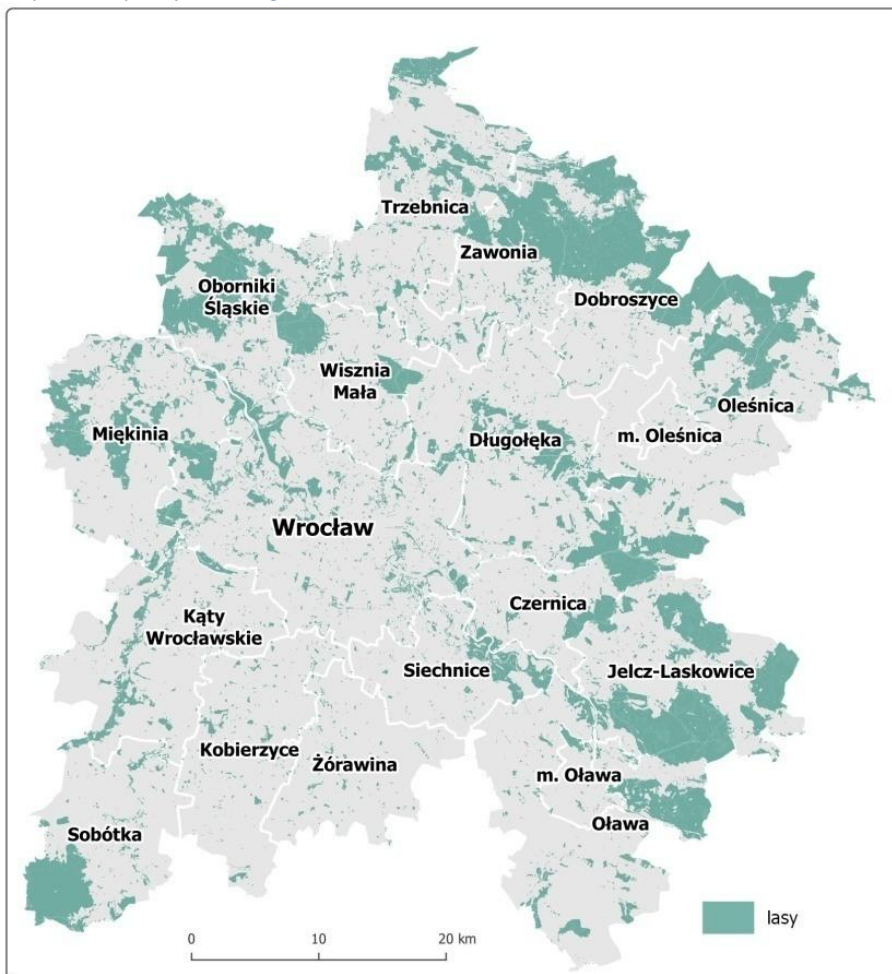 Trzebnica
Zawonia
Oborniki
Śląskie
Dobroszyce
Wisznia
Mała
Oleśnica
Miękinia
Długołęka
m. Oleśnica
Wrocław
Czernica
Kąty
Wrocławskie
Siechnice
Jelcz-Laskowice
Kobierzyce
Żórawina
m. Oława
Oława
Sobótka
lasy
0 10 20 km